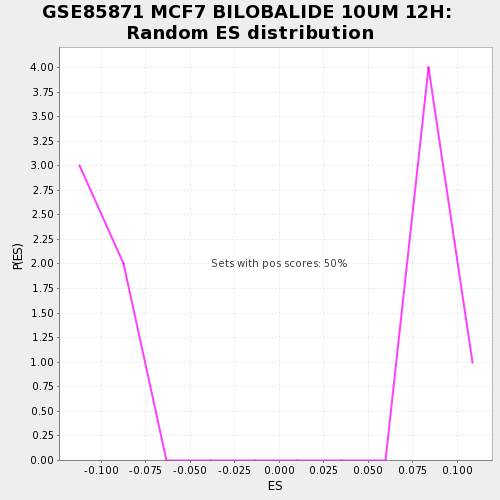 GSE85871 MCF7 BILOBALIDE 10UM 12H:
Random ES distribution
4.00
3.75
3.50
3.25
3.00
2.75
2.50
2.25
2.00
1.75
1.50
1.25
1.00
0.75
0.50
0.25
0.00
P(ES)
Sets with pos scores: 50%
-0.100 -0.075 -0.050 -0.025 0.000 0.025 0.050 0.075 0.100
ES